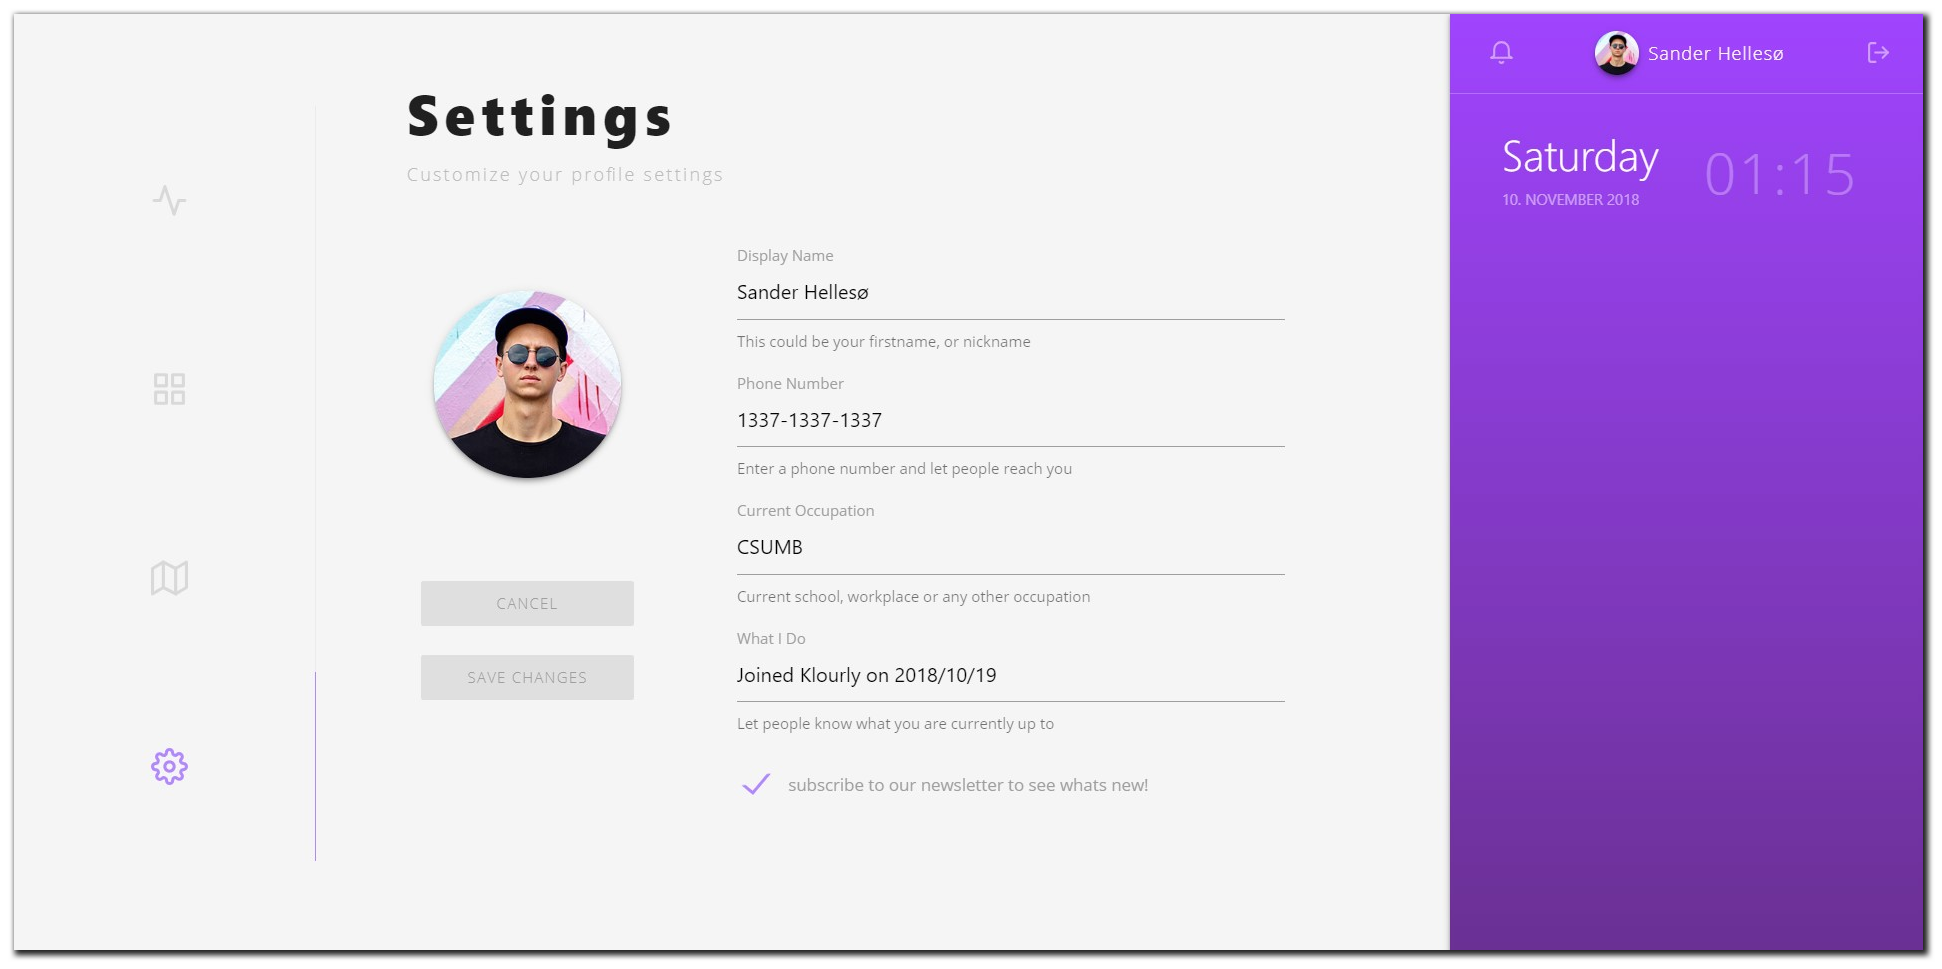 Settings
Customize your profile settings
CANCEL
SAVE CHANGES
Display Name
Sander Hellesø
This could be your firstname, or nickname
Phone Number
1337-1337-1337
Enter a phone number and let people reach you
Current Occupation
CSUMB
Current school, workplace or any other occupation
What I Do
Joined Klourly on 2018/10/19
Let people know what you are currently up to
subscribe to our newsletter to see whats new!
Sander Hellesø
Saturday
10. NOVEMBER 2018
01:15